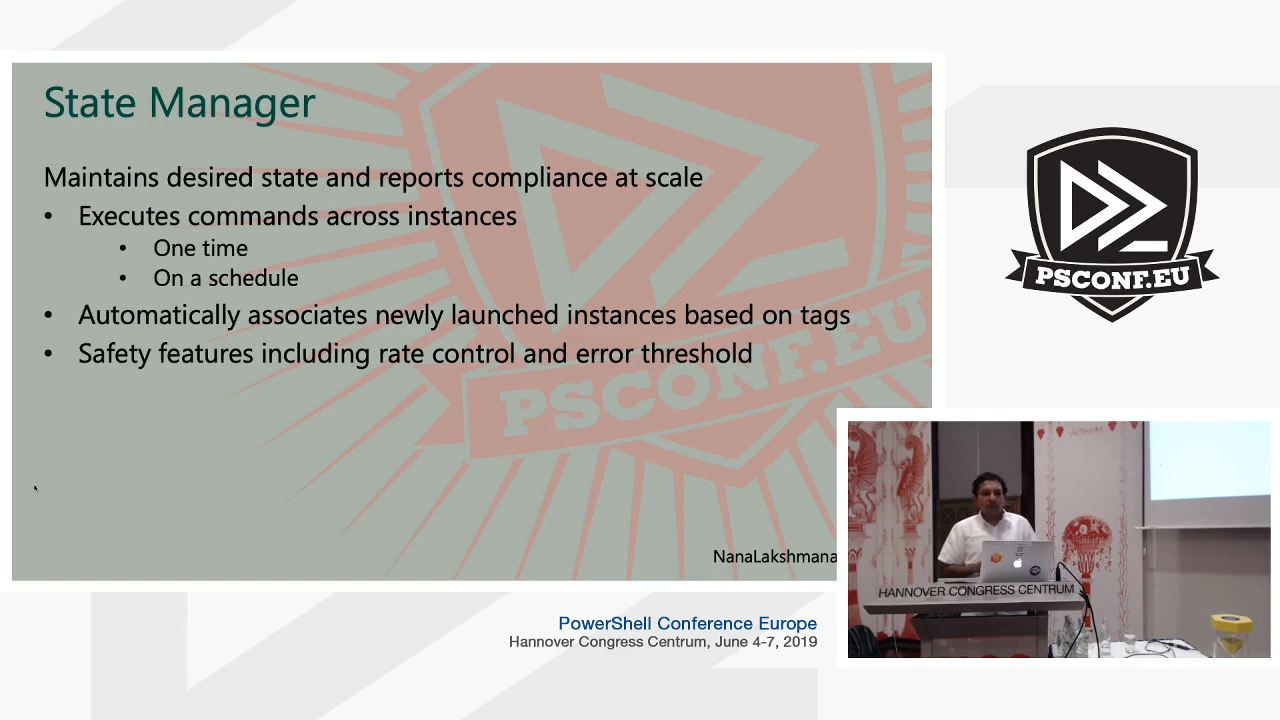 State Manager
Maintains desired state and reports compliance at scale
• Executes commands across instances
• One time
• On a schedule
• Automatically associates newly launched instances based on tags
• Safety features including rate control and error threshold
PSCONF.EU
NanaLakshmana
PSCONF.EU
HANNOVER CONGRESS CENTRUM
PowerShell Conference Europe
Hannover Congress Centrum, June 4-7, 2019